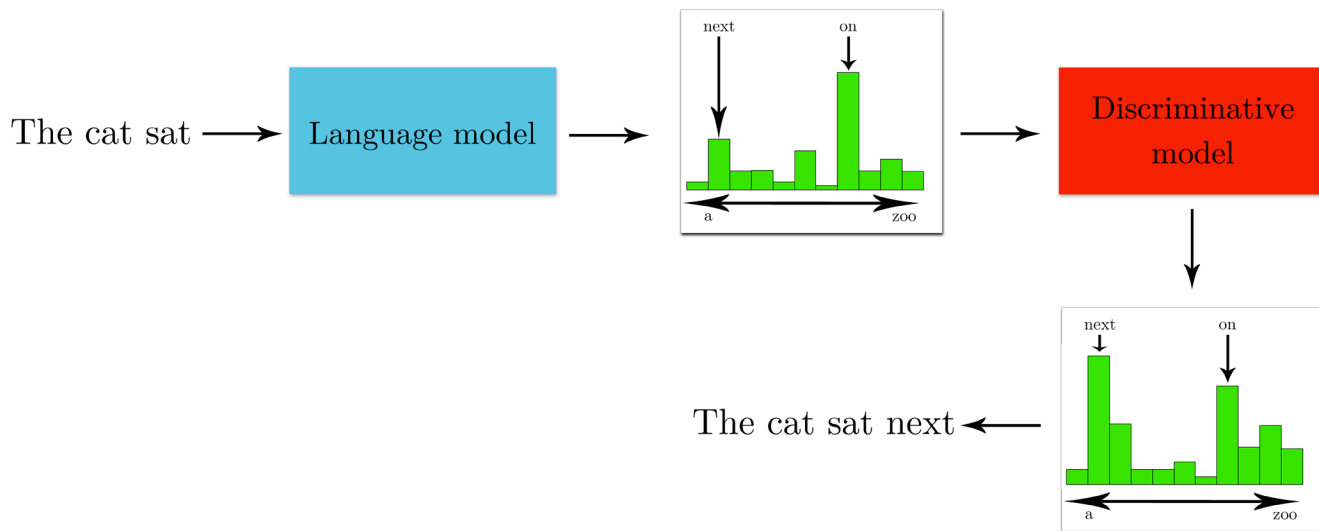 The cat sat
Language model
next
on
a
zoo
Discriminative
model
next
on
a
zoo
The cat sat next